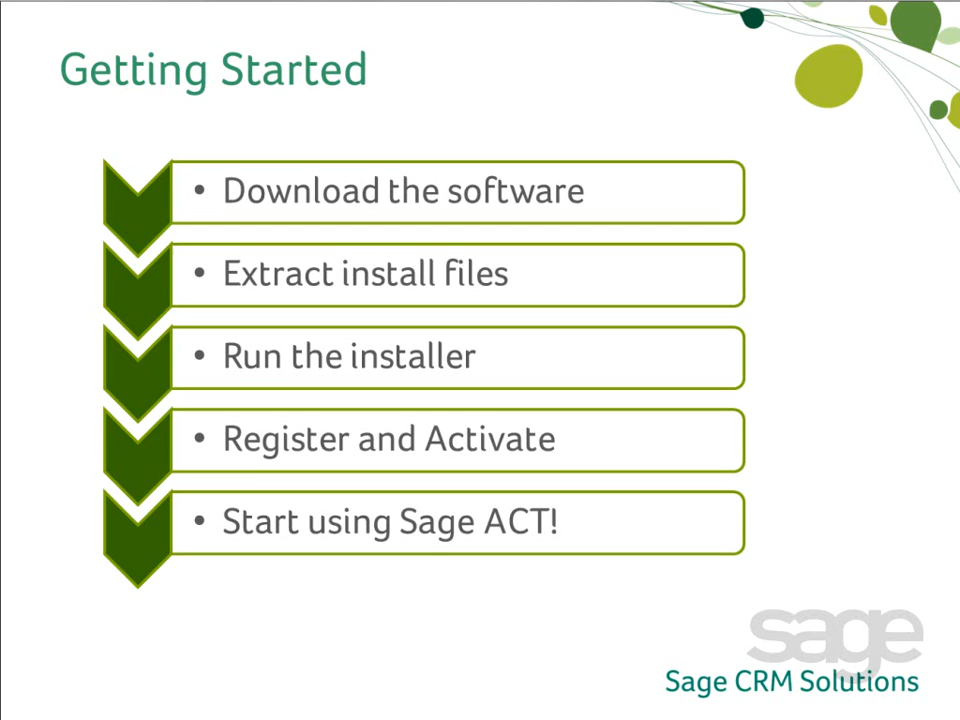 Getting Started
• Download the software
• Extract install files
• Run the installer
• Register and Activate
• Start using Sage ACT!
sage
Sage CRM Solutions